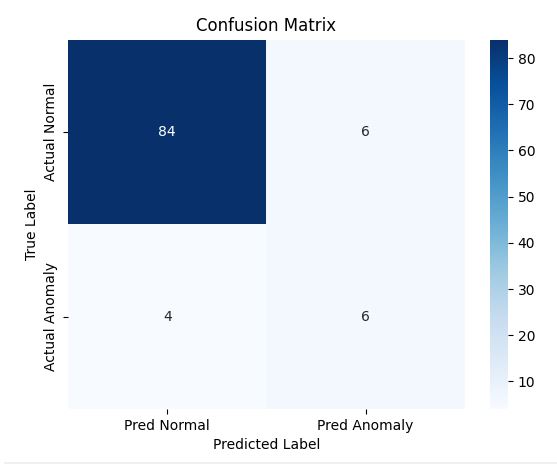 Confusion Matrix
Actual Normal
Actual Anomaly
True Label
84
6
4
6
Pred Normal
Pred Anomaly
Predicted Label
80
70
60
50
40
30
20
10